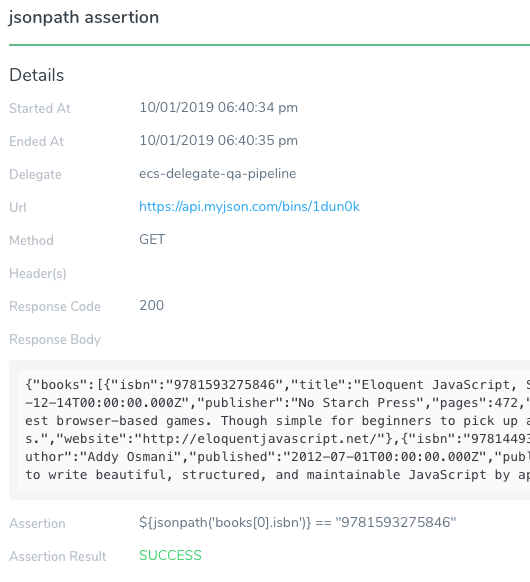 jsonpath assertion
Details
Started At 10/01/2019 06:40:34 pm
Ended At 10/01/2019 06:40:35 pm
Delegate ecs-delegate-qa-pipeline
Url https://api.myjson.com/bins/1dun0k
Method GET
Header(s)
Response Code 200
Response Body
{"books":[{"isbn":"9781593275846","title":"Eloquent JavaScript, S
-12-14T00:00:00.000Z","publisher":"No Starch Press","pages":472,"
est browser-based games. Though simple for beginners to pick up a
s.","website":"http://eloquentjavascript.net/"},{"isbn":"97814493
uthor":"Addy Osmani","published":"2012-07-01T00:00:00.000Z","publ
to write beautiful, structured, and maintainable JavaScript by ap
Assertion ${jsonpath('books[0].isbn')} == "9781593275846"
Assertion Result SUCCESS